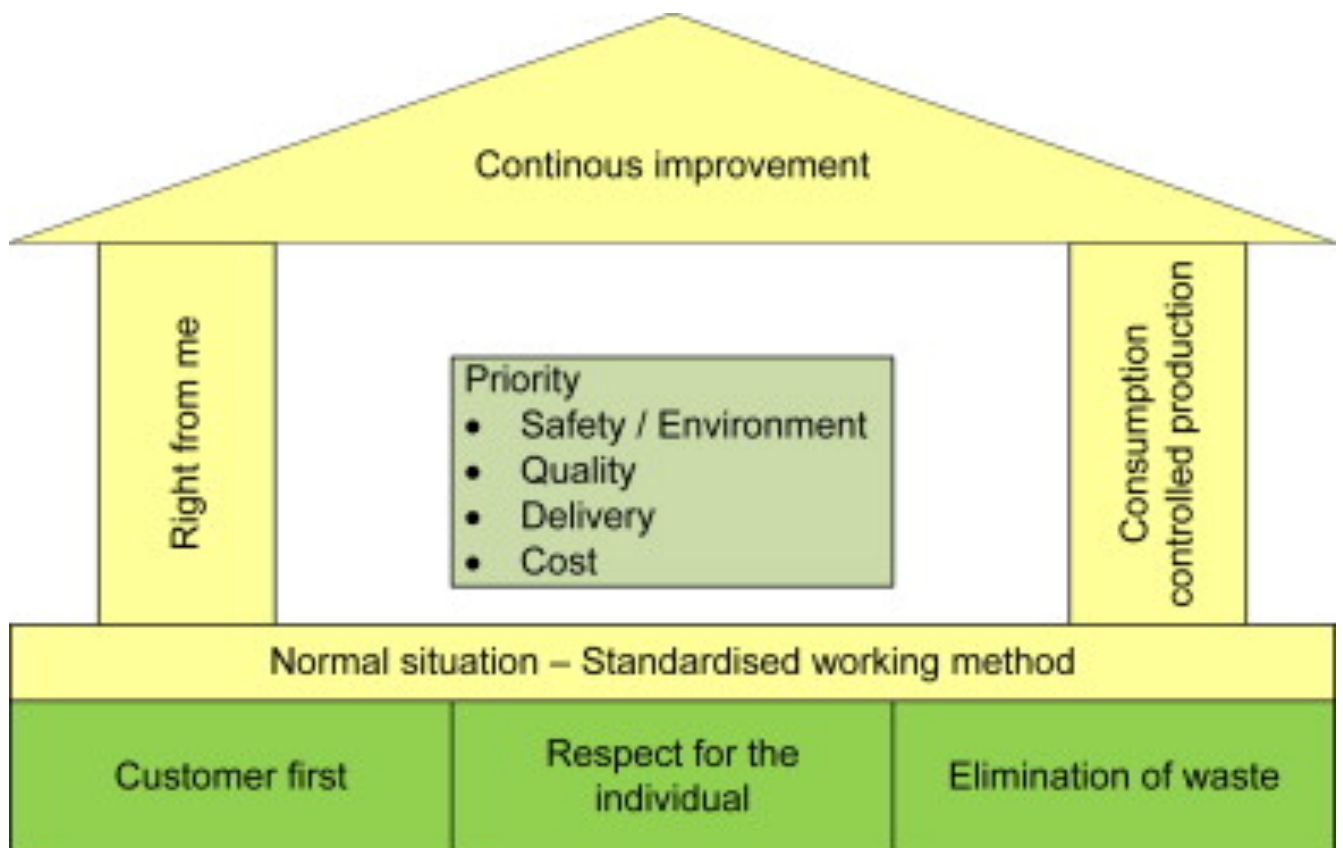 Continous improvement
Right from me
Priority
• Safety / Environment
• Quality
• Delivery
• Cost
Consumption
controlled production
Normal situation – Standardised working method
Customer first
Respect for the
individual
Elimination of waste